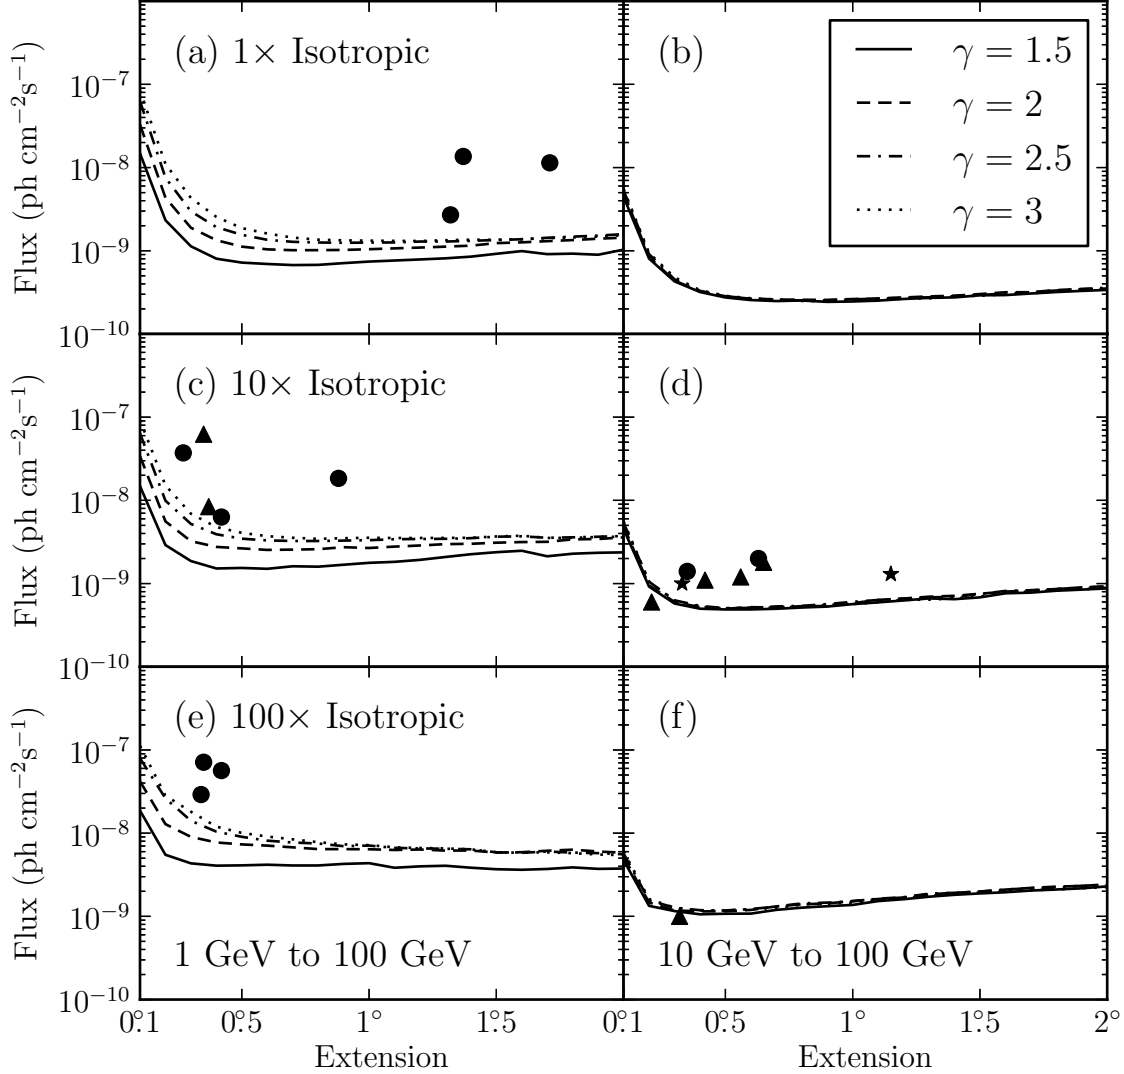 (a) 1× Isotropic
(b)
γ = 1.5
γ = 2
γ = 2.5
γ = 3
Flux (ph cm⁻²s⁻¹)
10⁻⁷
10⁻⁸
10⁻⁹
10⁻¹⁰
(c) 10× Isotropic
(d)
Flux (ph cm⁻²s⁻¹)
10⁻⁷
10⁻⁸
10⁻⁹
10⁻¹⁰
(e) 100× Isotropic
(f)
Flux (ph cm⁻²s⁻¹)
10⁻⁷
10⁻⁸
10⁻⁹
10⁻¹⁰
1 GeV to 100 GeV
10 GeV to 100 GeV
0°.1 0°.5 1° 1°.5 0°.1 0°.5 1° 1°.5 2°
Extension Extension